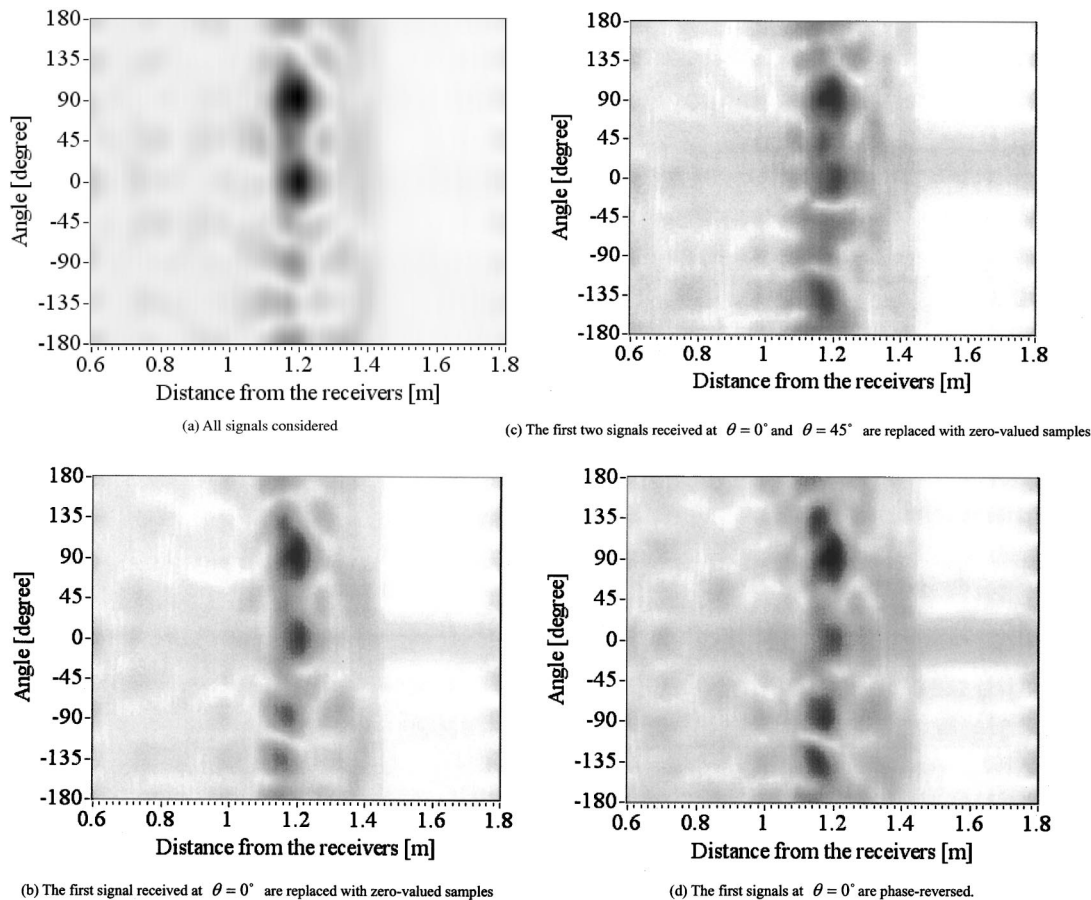 180
135
90
45
0
-45
-90
-135
-180
Angle [degree]
0.6 0.8 1 1.2 1.4 1.6 1.8
Distance from the receivers [m]
(a) All signals considered
180
135
90
45
0
-45
-90
-135
-180
Angle [degree]
0.6 0.8 1 1.2 1.4 1.6 1.8
Distance from the receivers [m]
(c) The first two signals received at θ = 0° and θ = 45° are replaced with zero-valued samples
180
135
90
45
0
-45
-90
-135
-180
Angle [degree]
0.6 0.8 1 1.2 1.4 1.6 1.8
Distance from the receivers [m]
(b) The first signal received at θ = 0° are replaced with zero-valued samples
180
135
90
45
0
-45
-90
-135
-180
Angle [degree]
0.6 0.8 1 1.2 1.4 1.6 1.8
Distance from the receivers [m]
(d) The first signals at θ = 0° are phase-reversed.